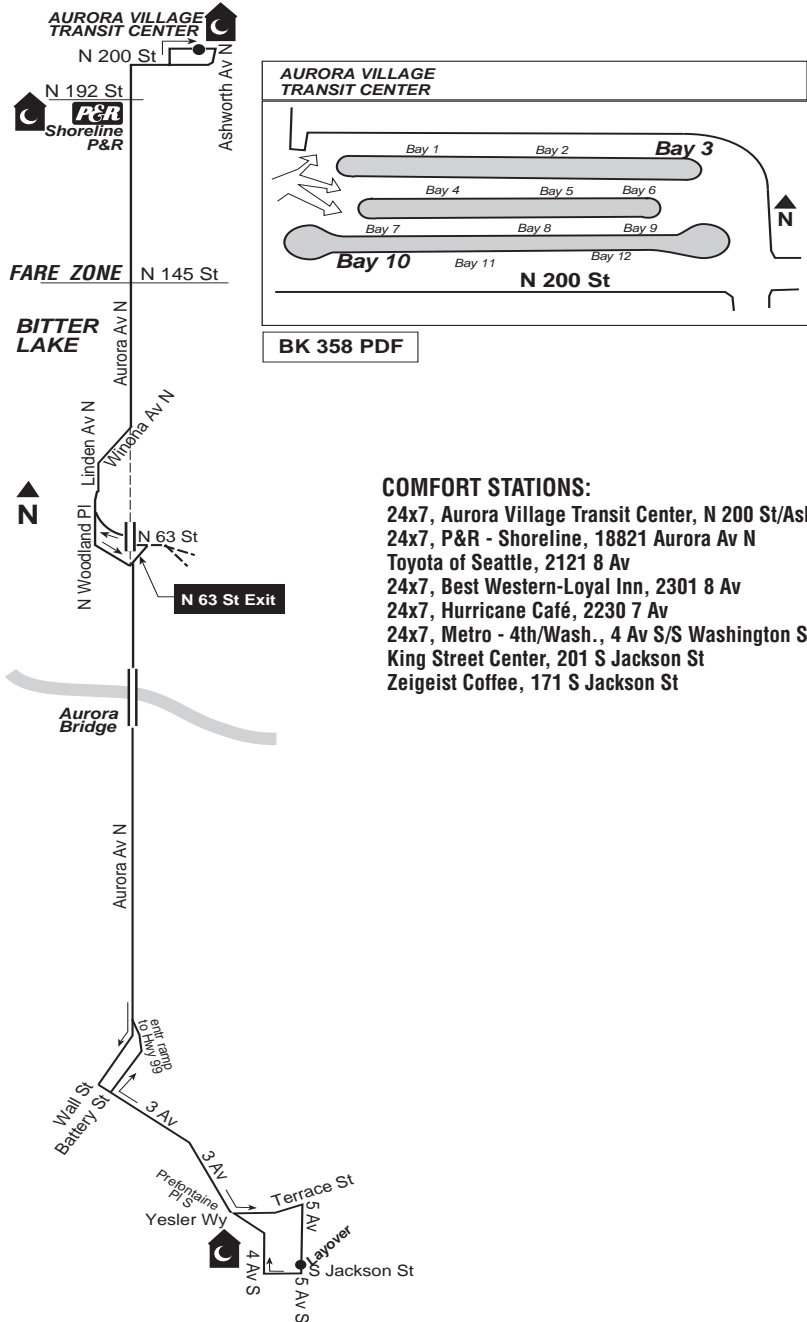 AURORA VILLAGE
TRANSIT CENTER
N 200 St
Ashworth Av N
N 192 St
P&R
Shoreline
P&R
AURORA VILLAGE
TRANSIT CENTER
Bay 1
Bay 2
Bay 3
Bay 4
Bay 5
Bay 6
Bay 7
Bay 8
Bay 9
Bay 10
Bay 11
Bay 12
N 200 St
N
BK 358 PDF
FARE ZONE
N 145 St
BITTER
LAKE
Aurora Av N
Linden Av N
Winona Av N
N
N Woodland Pl
N 63 St
N 63 St Exit
COMFORT STATIONS:
24x7, Aurora Village Transit Center, N 200 St/Ash
24x7, P&R - Shoreline, 18821 Aurora Av N
Toyota of Seattle, 2121 8 Av
24x7, Best Western-Loyal Inn, 2301 8 Av
24x7, Hurricane Café, 2230 7 Av
24x7, Metro - 4th/Wash., 4 Av S/S Washington S
King Street Center, 201 S Jackson St
Zeigeist Coffee, 171 S Jackson St
Aurora
Bridge
Aurora Av N
entr ramp
to Hwy 99
Wall St
Battery St
3 Av
3 Av
Prefontaine
Pl S
Terrace St
Yesler Wy
5 Av
Layover
4 Av S
S Jackson St
5 Av S